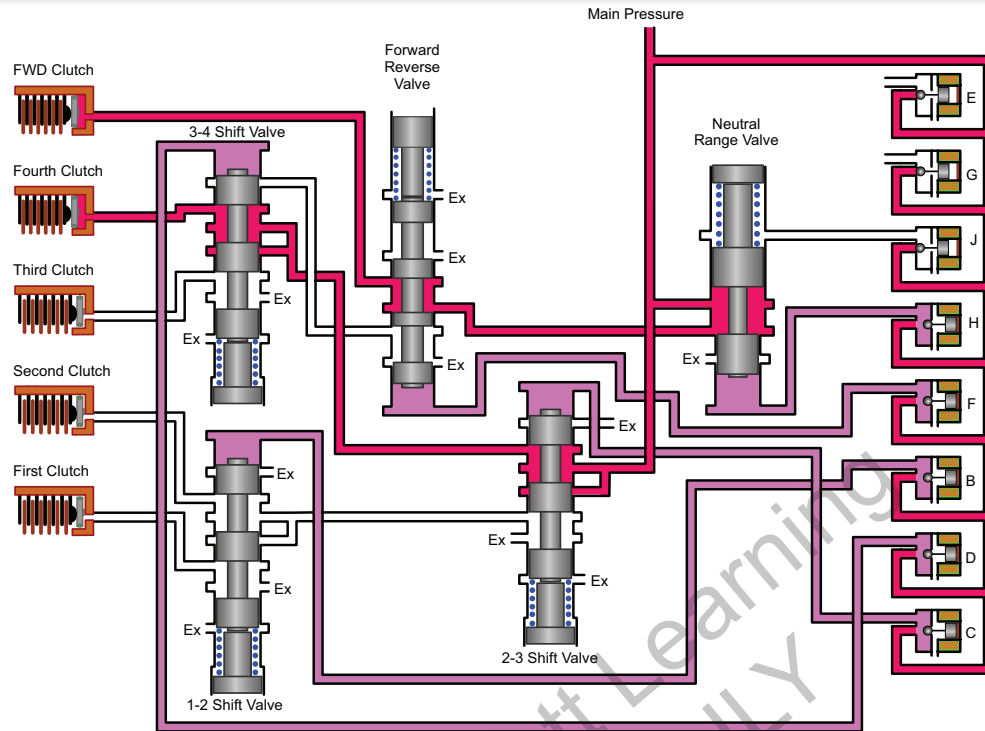 Main Pressure
FWD Clutch
Forward
Reverse
Valve
E
3-4 Shift Valve
Neutral
Range Valve
Fourth Clutch
G
Ex
J
Ex
Third Clutch
Ex
H
Ex
Ex
Ex
Second Clutch
F
Ex
First Clutch
Ex
B
Ex
D
Ex
Ex
Ex
C
2-3 Shift Valve
1-2 Shift Valve
tt Learning